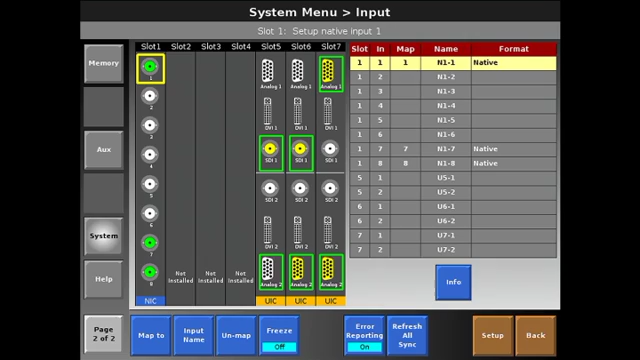 System Menu > Input
Slot 1: Setup native input 1
Slot1 Slot2 Slot3 Slot4 Slot5 Slot6 Slot7
Slot In Map Name Format
1 1 1 N1-1 Native
1 2 N1-2
1 3 N1-3
1 4 N1-4
1 5 N1-5
1 6 N1-6
1 7 7 N1-7 Native
1 8 8 N1-8 Native
5 1 U5-1
5 2 U5-2
6 1 U6-1
6 2 U6-2
7 1 U7-1
7 2 U7-2
Memory
Aux
System
Help
1
2
3
4
5
6
7
8
Analog 1 Analog 1 Analog 1
DVI 1 DVI 1 DVI 1
SDI 1 SDI 1 SDI 1
SDI 2 SDI 2 SDI 2
DVI 2 DVI 2 DVI 2
Analog 2 Analog 2 Analog 2
Not Installed
Not Installed
Not Installed
NIC UIC UIC UIC
Info
Page
2 of 2
Map to
Input
Name
Un-map
Freeze
Off
Error
Reporting
On
Refresh
All
Sync
Setup
Back